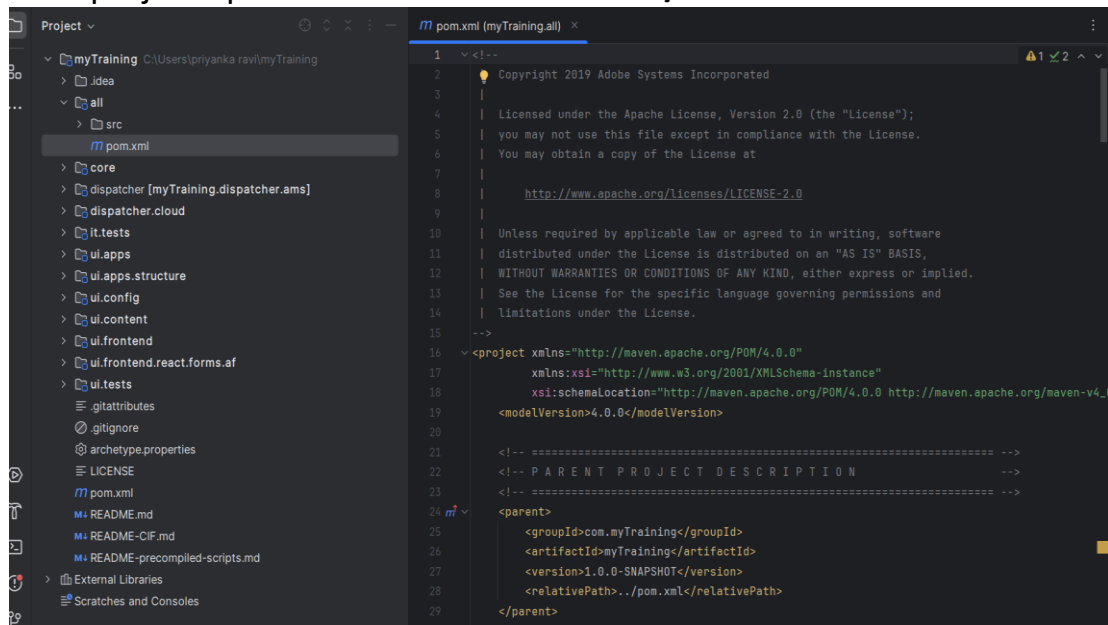 Project
myTraining C:\Users\priyanka ravi\myTraining
.idea
all
src
pom.xml
core
dispatcher [myTraining.dispatcher.ams]
dispatcher.cloud
it.tests
ui.apps
ui.apps.structure
ui.config
ui.content
ui.frontend
ui.frontend.react.forms.af
ui.tests
.gitattributes
.gitignore
archetype.properties
LICENSE
pom.xml
README.md
README-CIF.md
README-precompiled-scripts.md
External Libraries
Scratches and Consoles
pom.xml (myTraining.all)
1 <!-- 1 2
2 Copyright 2019 Adobe Systems Incorporated
3 |
4 | Licensed under the Apache License, Version 2.0 (the "License");
5 | you may not use this file except in compliance with the License.
6 | You may obtain a copy of the License at
7 |
8 | http://www.apache.org/licenses/LICENSE-2.0
9 |
10 | Unless required by applicable law or agreed to in writing, software
11 | distributed under the License is distributed on an "AS IS" BASIS,
12 | WITHOUT WARRANTIES OR CONDITIONS OF ANY KIND, either express or implied.
13 | See the License for the specific language governing permissions and
14 | limitations under the License.
15 -->
16 <project xmlns="http://maven.apache.org/POM/4.0.0"
17 xmlns:xsi="http://www.w3.org/2001/XMLSchema-instance"
18 xsi:schemaLocation="http://maven.apache.org/POM/4.0.0 http://maven.apache.org/maven-v4_
19 <modelVersion>4.0.0</modelVersion>
20
21 <!-- ====================================================================== -->
22 <!-- P A R E N T  P R O J E C T  D E S C R I P T I O N -->
23 <!-- ====================================================================== -->
24 <parent>
25 <groupId>com.myTraining</groupId>
26 <artifactId>myTraining</artifactId>
27 <version>1.0.0-SNAPSHOT</version>
28 <relativePath>../pom.xml</relativePath>
29 </parent>